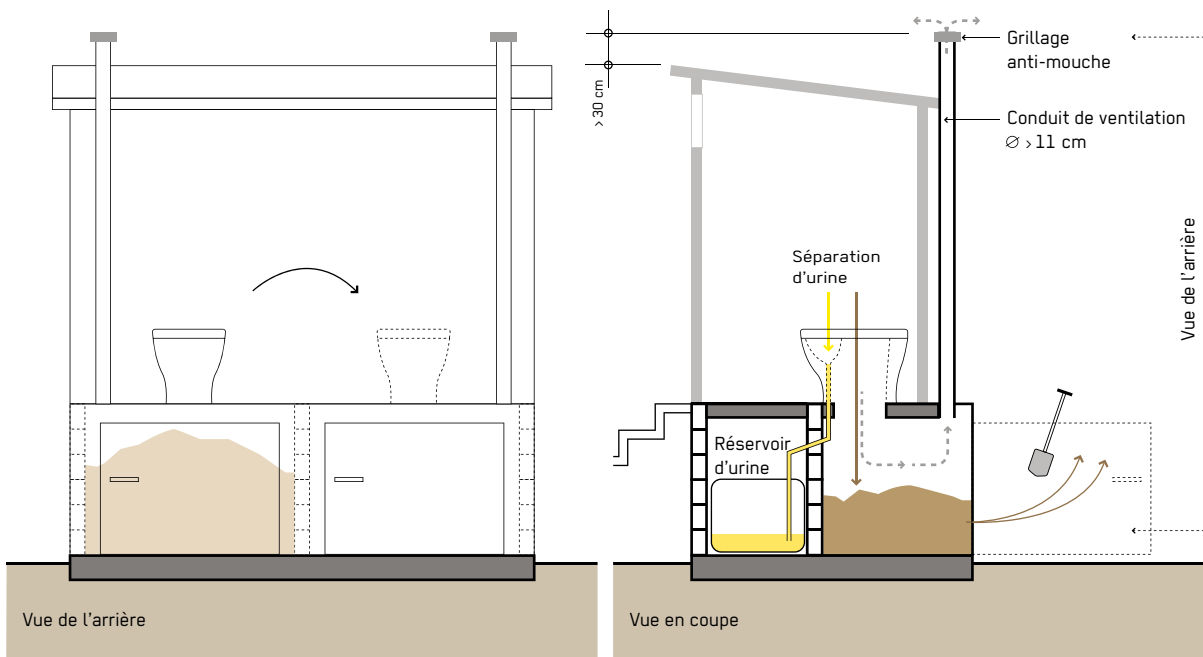 > 30 cm
Grillage
anti-mouche
Conduit de ventilation
∅ > 11 cm
Séparation
d'urine
Vue de l'arrière
Réservoir
d'urine
Vue de l'arrière
Vue en coupe